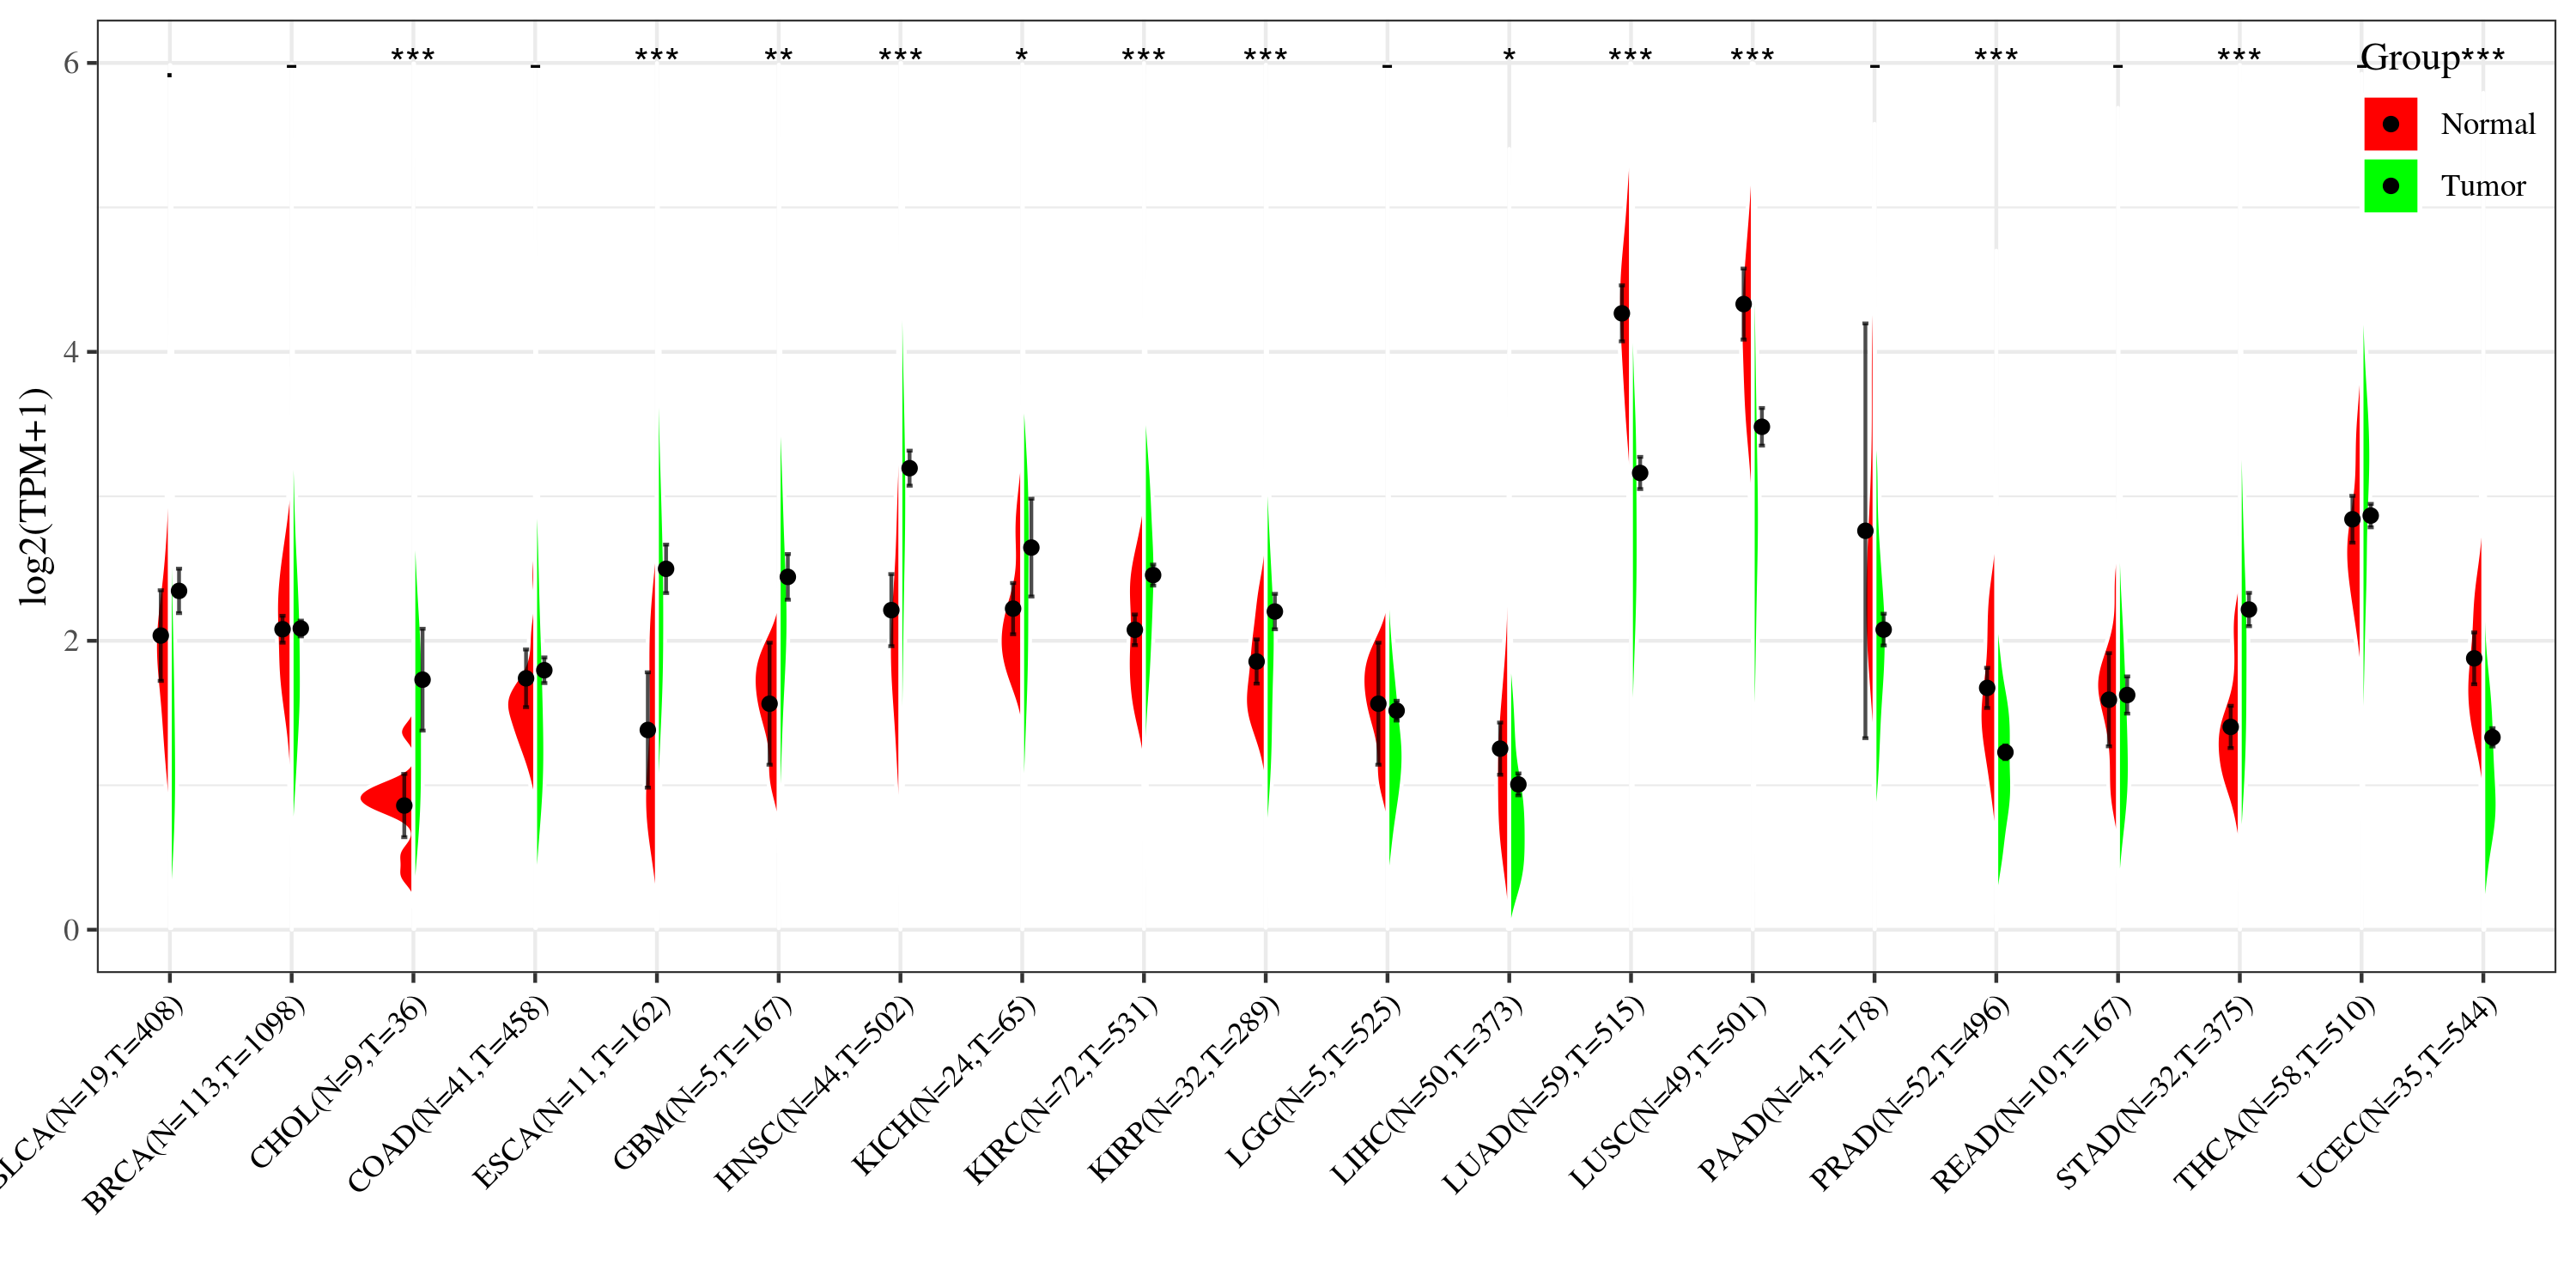 . - *** - *** ** *** * *** *** - * *** *** - *** - *** - ***
Group
Normal
Tumor
log2(TPM+1)
6
4
2
0
BLCA(N=19,T=408)
BRCA(N=113,T=1098)
CHOL(N=9,T=36)
COAD(N=41,T=458)
ESCA(N=11,T=162)
GBM(N=5,T=167)
HNSC(N=44,T=502)
KICH(N=24,T=65)
KIRC(N=72,T=531)
KIRP(N=32,T=289)
LGG(N=5,T=525)
LIHC(N=50,T=373)
LUAD(N=59,T=515)
LUSC(N=49,T=501)
PAAD(N=4,T=178)
PRAD(N=52,T=496)
READ(N=10,T=167)
STAD(N=32,T=375)
THCA(N=58,T=510)
UCEC(N=35,T=544)